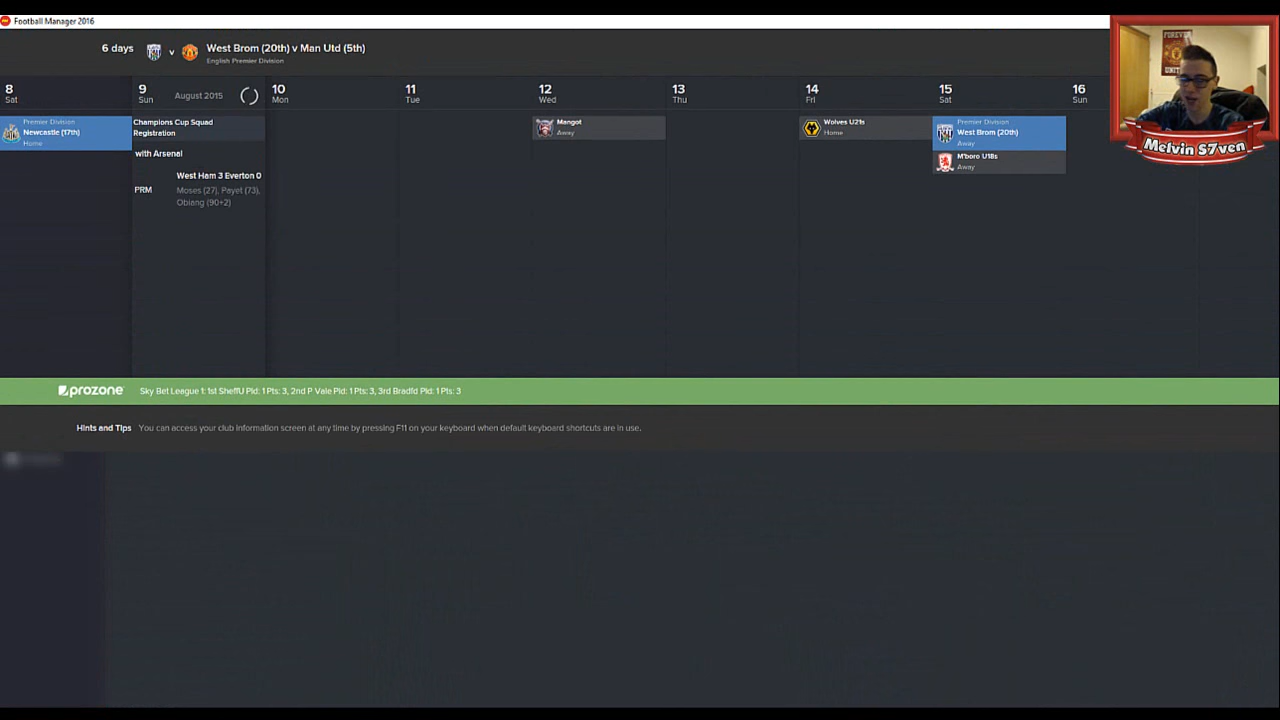 Football Manager 2016
6 days
v
West Brom (20th) v Man Utd (5th)
English Premier Division
8 Sat
9 Sun
August 2015
10 Mon
11 Tue
12 Wed
13 Thu
14 Fri
15 Sat
16 Sun
Premier Division
Newcastle (17th)
Home
Champions Cup Squad
Registration
with Arsenal
West Ham 3 Everton 0
PRM
Moses (27), Payet (73),
Obiang (90+2)
Mangot
Away
Wolves U21s
Home
Premier Division
West Brom (20th)
Away
M'boro U18s
Away
FOREVER
UNITED
Melvin S7ven
prozone
Sky Bet League 1: 1st SheffU Pld: 1 Pts: 3, 2nd P Vale Pld: 1 Pts: 3, 3rd Bradfd Pld: 1 Pts: 3
Hints and Tips
You can access your club information screen at any time by pressing F11 on your keyboard when default keyboard shortcuts are in use.